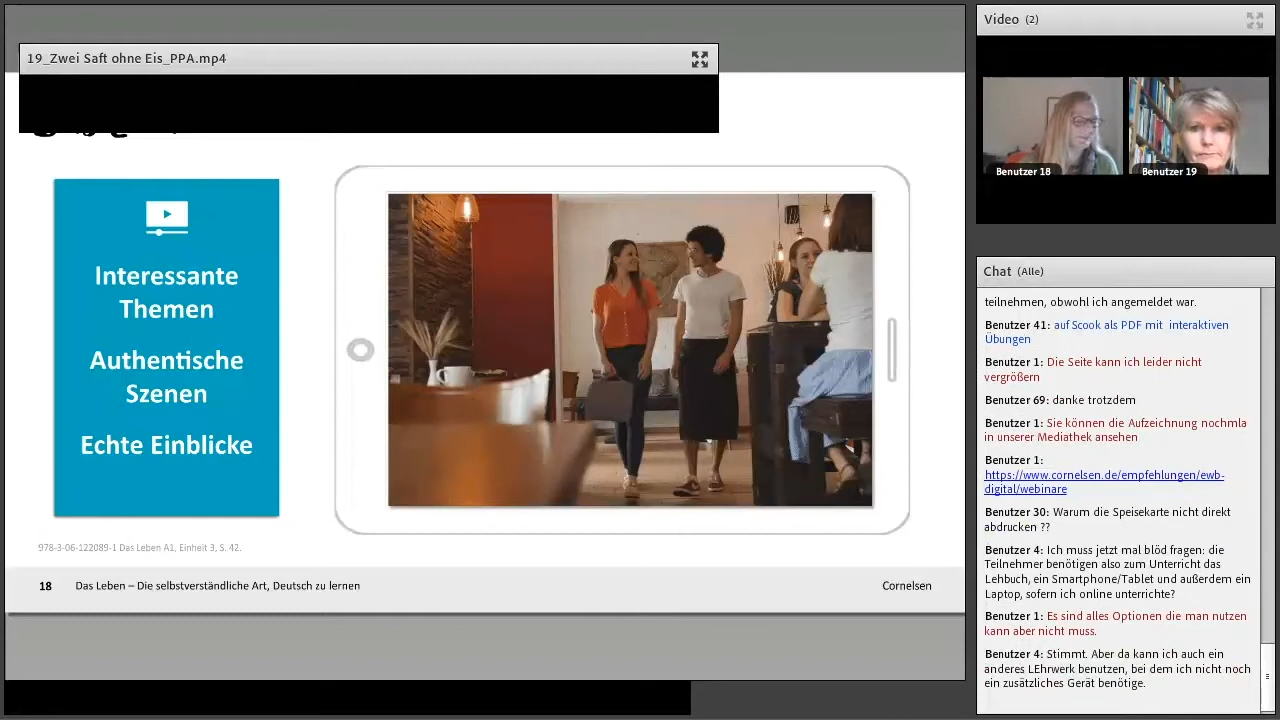 19_Zwei Saft ohne Eis_PPA.mp4
Interessante
Themen
Authentische
Szenen
Echte Einblicke
978-3-06-122089-1 Das Leben A1, Einheit 3, S. 42.
18 Das Leben – Die selbstverständliche Art, Deutsch zu lernen Cornelsen
Video (2)
Benutzer 18
Benutzer 19
Chat (Alle)
teilnehmen, obwohl ich angemeldet war.
Benutzer 41: auf Scook als PDF mit interaktiven
Übungen
Benutzer 1: Die Seite kann ich leider nicht
vergrößern
Benutzer 69: danke trotzdem
Benutzer 1: Sie können die Aufzeichnung nochmla
in unserer Mediathek ansehen
Benutzer 1:
https://www.cornelsen.de/empfehlungen/ewb-
digital/webinare
Benutzer 30: Warum die Speisekarte nicht direkt
abdrucken ??
Benutzer 4: Ich muss jetzt mal blöd fragen: die
Teilnehmer benötigen also zum Unterricht das
Lehbuch, ein Smartphone/Tablet und außerdem ein
Laptop, sofern ich online unterrichte?
Benutzer 1: Es sind alles Optionen die man nutzen
kann aber nicht muss.
Benutzer 4: Stimmt. Aber da kann ich auch ein
anderes LEhrwerk benutzen, bei dem ich nicht noch
ein zusätzliches Gerät benötige.